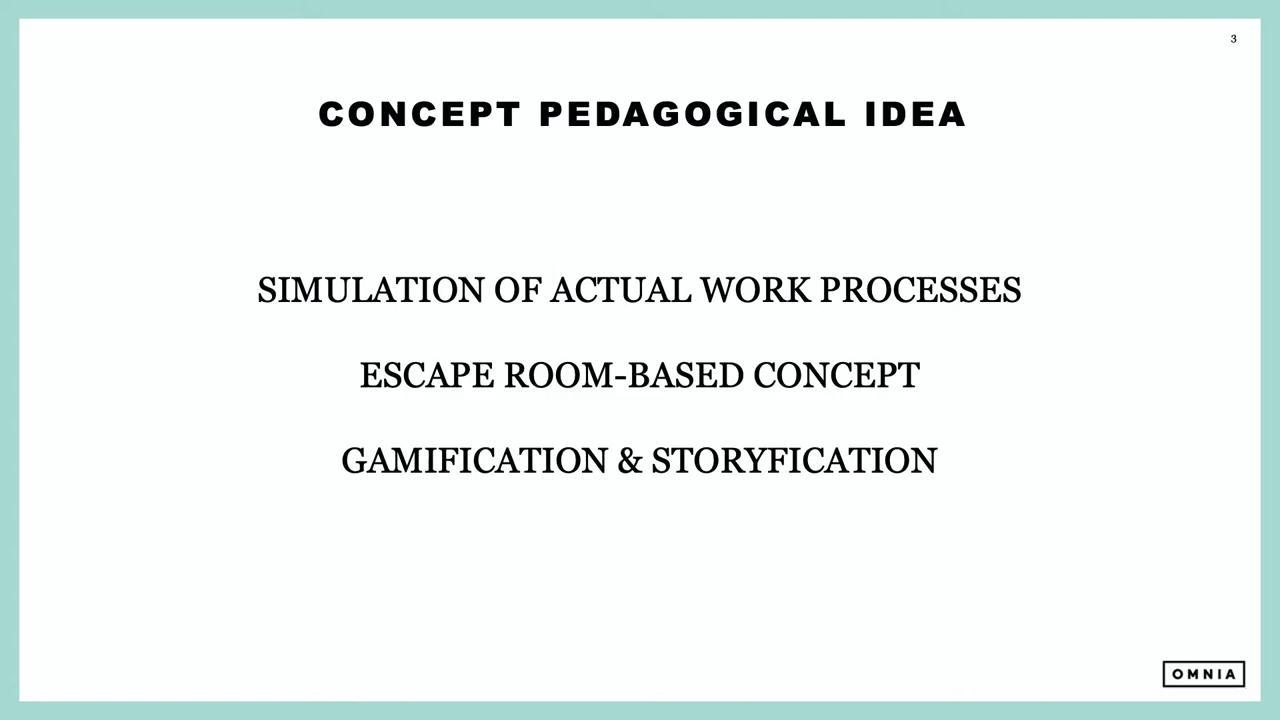 3
CONCEPT PEDAGOGICAL IDEA
SIMULATION OF ACTUAL WORK PROCESSES
ESCAPE ROOM-BASED CONCEPT
GAMIFICATION & STORYFICATION
OMNIA